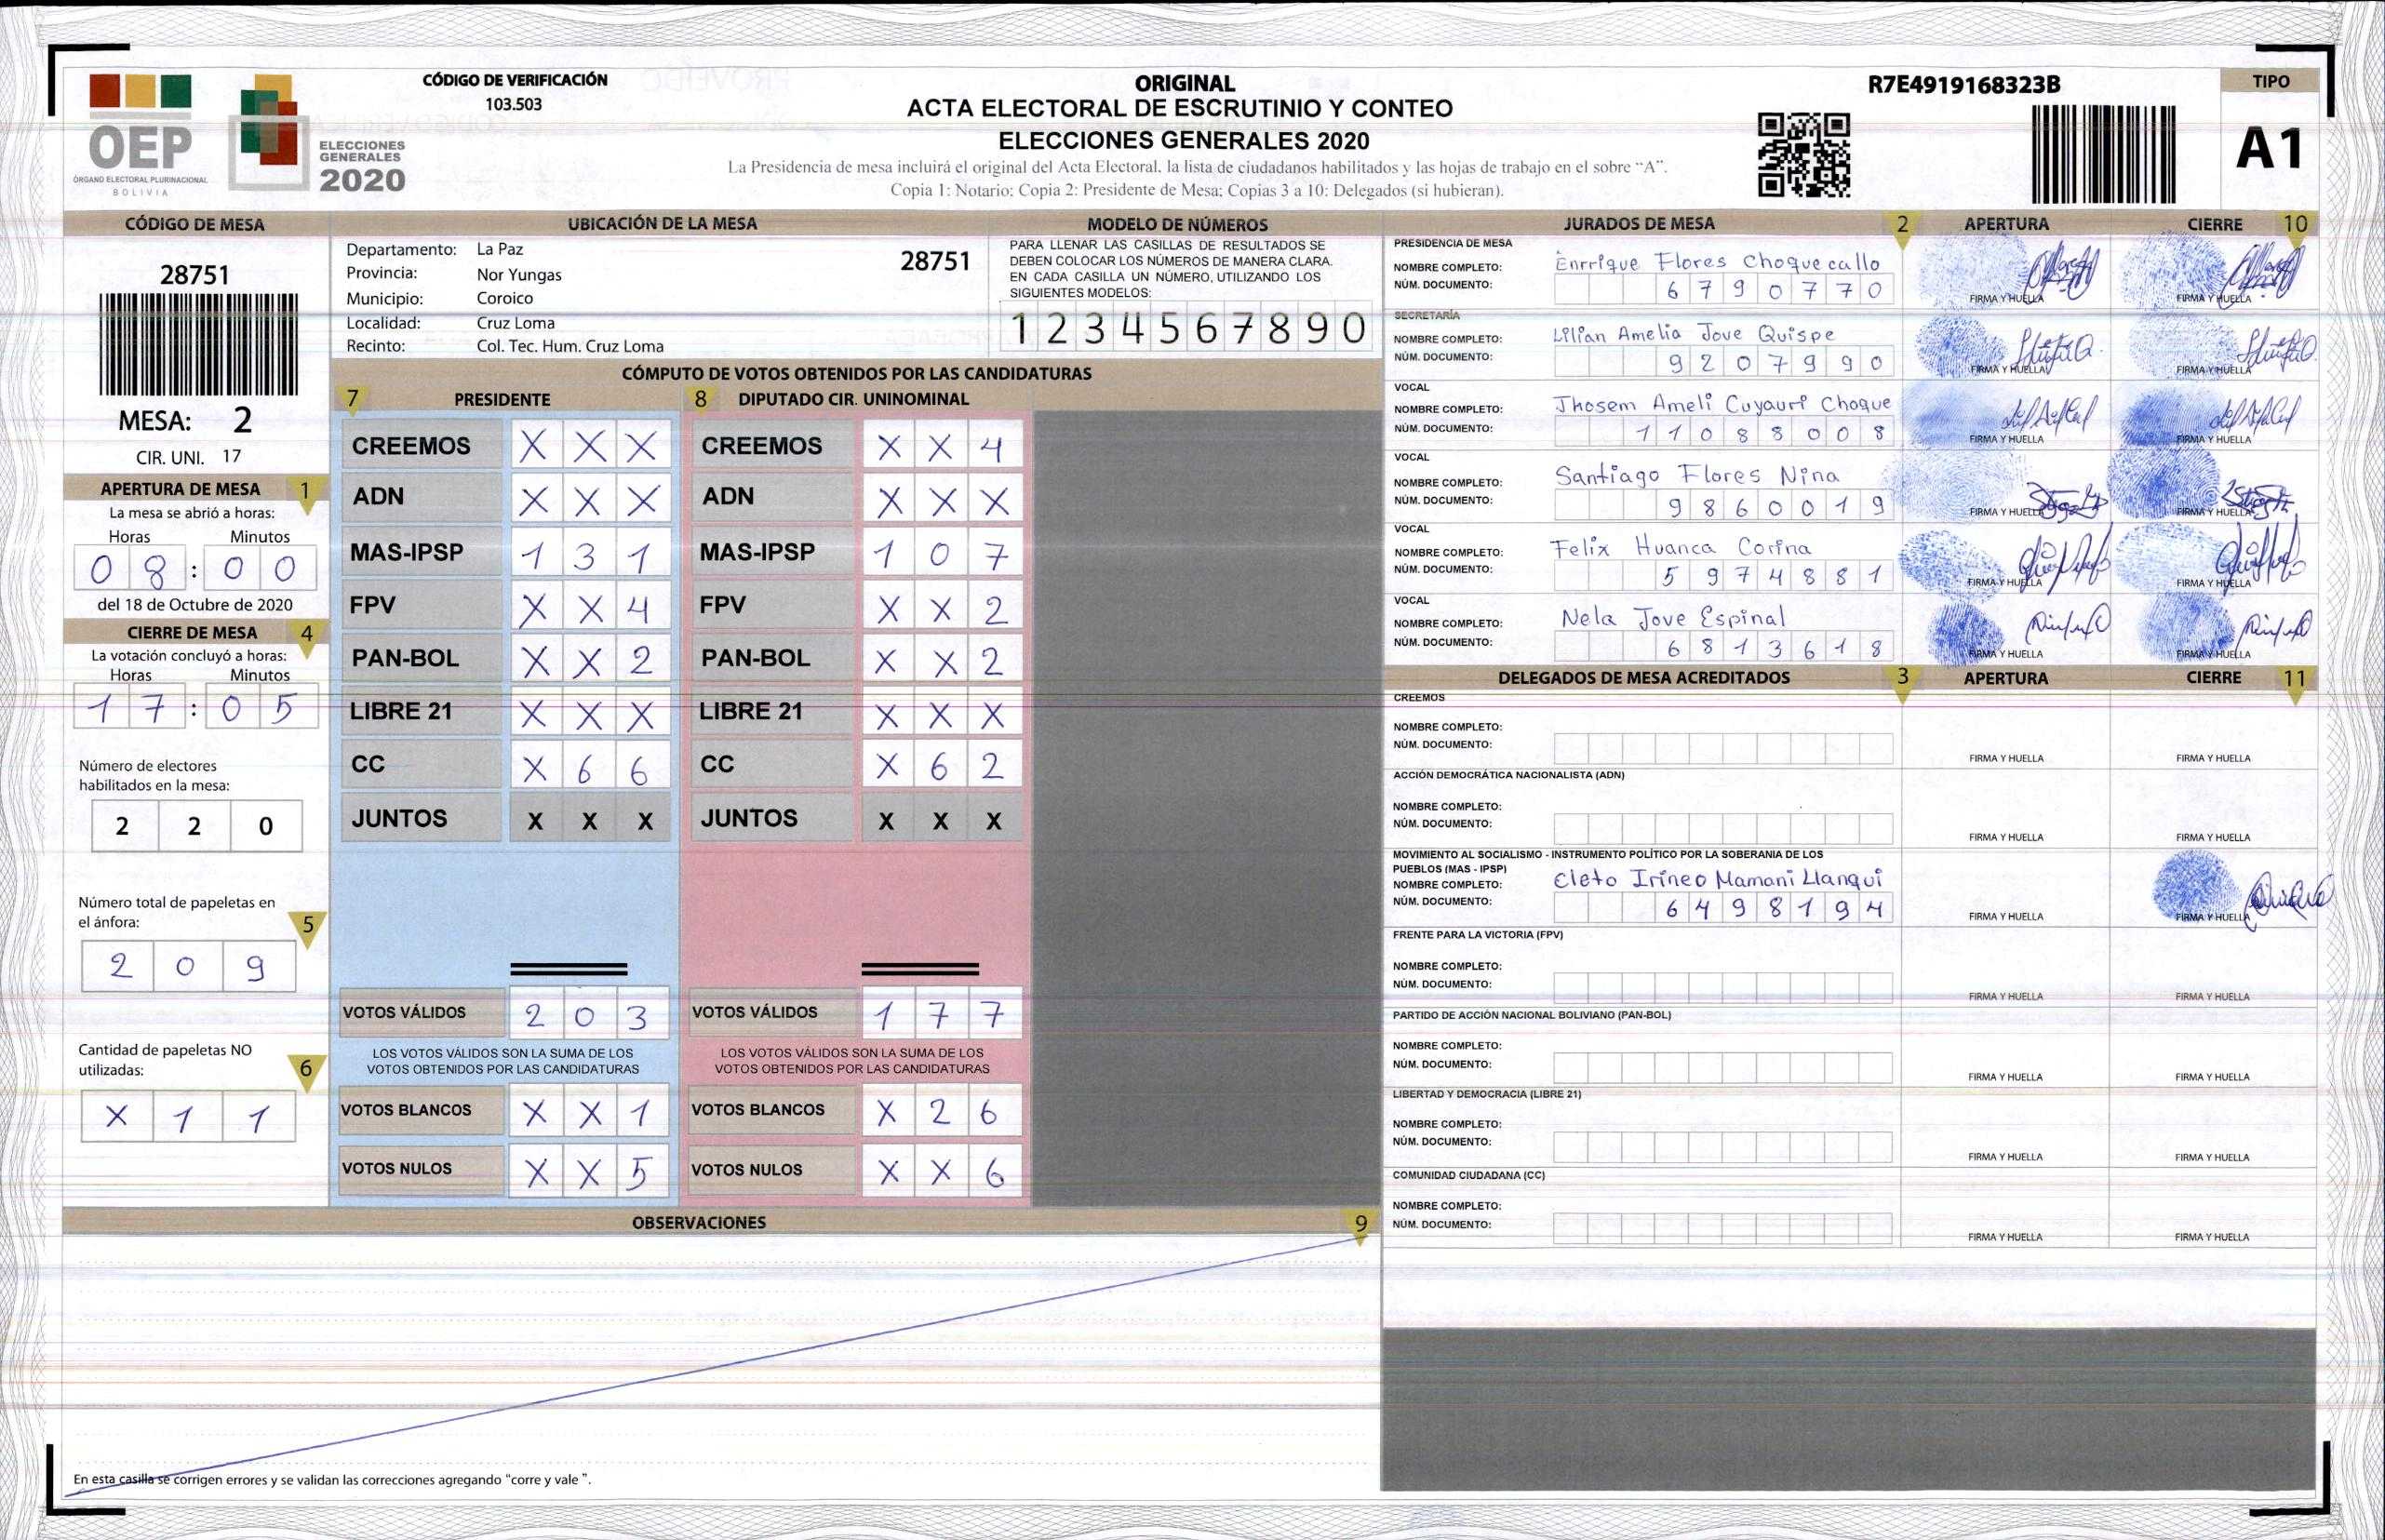 CÓDIGO DE VERIFICACIÓN
103.503
ORIGINAL
ACTA ELECTORAL DE ESCRUTINIO Y CONTEO
ELECCIONES GENERALES 2020
La Presidencia de mesa incluirá el original del Acta Electoral, la lista de ciudadanos habilitados y las hojas de trabajo en el sobre “A”.
Copia 1: Notario; Copia 2: Presidente de Mesa; Copias 3 a 10: Delegados (si hubieran).
R7E4919168323B
TIPO
A1
OEP
ÓRGANO ELECTORAL PLURINACIONAL
BOLIVIA
ELECCIONES
GENERALES
2020
CÓDIGO DE MESA
28751
MESA: 2
CIR. UNI. 17
APERTURA DE MESA 1
La mesa se abrió a horas:
Horas Minutos
0 8 : 0 0
del 18 de Octubre de 2020
CIERRE DE MESA 4
La votación concluyó a horas:
Horas Minutos
1 7 : 0 5
Número de electores
habilitados en la mesa:
2 2 0
Número total de papeletas en
el ánfora: 5
2 0 9
Cantidad de papeletas NO
utilizadas: 6
X 1 1
UBICACIÓN DE LA MESA
Departamento: La Paz 28751
Provincia: Nor Yungas
Municipio: Coroico
Localidad: Cruz Loma
Recinto: Col. Tec. Hum. Cruz Loma
MODELO DE NÚMEROS
PARA LLENAR LAS CASILLAS DE RESULTADOS SE
DEBEN COLOCAR LOS NÚMEROS DE MANERA CLARA.
EN CADA CASILLA UN NÚMERO, UTILIZANDO LOS
SIGUIENTES MODELOS:
1 2 3 4 5 6 7 8 9 0
CÓMPUTO DE VOTOS OBTENIDOS POR LAS CANDIDATURAS
7 PRESIDENTE
CREEMOS X X X
ADN X X X
MAS-IPSP 1 3 1
FPV X X 4
PAN-BOL X X 2
LIBRE 21 X X X
CC X 6 6
JUNTOS X X X
VOTOS VÁLIDOS 2 0 3
LOS VOTOS VÁLIDOS SON LA SUMA DE LOS
VOTOS OBTENIDOS POR LAS CANDIDATURAS
VOTOS BLANCOS X X 1
VOTOS NULOS X X 5
8 DIPUTADO CIR. UNINOMINAL
CREEMOS X X 4
ADN X X X
MAS-IPSP 1 0 7
FPV X X 2
PAN-BOL X X 2
LIBRE 21 X X X
CC X 6 2
JUNTOS X X X
VOTOS VÁLIDOS 1 7 7
LOS VOTOS VÁLIDOS SON LA SUMA DE LOS
VOTOS OBTENIDOS POR LAS CANDIDATURAS
VOTOS BLANCOS X 2 6
VOTOS NULOS X X 6
OBSERVACIONES 9
En esta casilla se corrigen errores y se validan las correcciones agregando “corre y vale”.
JURADOS DE MESA 2 APERTURA CIERRE 10
PRESIDENCIA DE MESA
NOMBRE COMPLETO: Enrrique Flores Choquecallo
NÚM. DOCUMENTO: 6 7 9 0 7 7 0
FIRMA Y HUELLA FIRMA Y HUELLA
SECRETARÍA
NOMBRE COMPLETO: Lilian Amelia Jove Quispe
NÚM. DOCUMENTO: 9 2 0 7 9 9 0
FIRMA Y HUELLA FIRMA Y HUELLA
VOCAL
NOMBRE COMPLETO: Jhosem Ameli Cuyauri Choque
NÚM. DOCUMENTO: 1 1 0 8 8 0 0 8
FIRMA Y HUELLA FIRMA Y HUELLA
VOCAL
NOMBRE COMPLETO: Santiago Flores Nina
NÚM. DOCUMENTO: 9 8 6 0 0 1 9
FIRMA Y HUELLA FIRMA Y HUELLA
VOCAL
NOMBRE COMPLETO: Felix Huanca Corina
NÚM. DOCUMENTO: 5 9 7 4 8 8 1
FIRMA Y HUELLA FIRMA Y HUELLA
VOCAL
NOMBRE COMPLETO: Nela Jove Espinal
NÚM. DOCUMENTO: 6 8 1 3 6 1 8
FIRMA Y HUELLA FIRMA Y HUELLA
DELEGADOS DE MESA ACREDITADOS 3 APERTURA CIERRE 11
CREEMOS
NOMBRE COMPLETO:
NÚM. DOCUMENTO:
FIRMA Y HUELLA FIRMA Y HUELLA
ACCIÓN DEMOCRÁTICA NACIONALISTA (ADN)
NOMBRE COMPLETO:
NÚM. DOCUMENTO:
FIRMA Y HUELLA FIRMA Y HUELLA
MOVIMIENTO AL SOCIALISMO - INSTRUMENTO POLÍTICO POR LA SOBERANIA DE LOS
PUEBLOS (MAS - IPSP)
NOMBRE COMPLETO: Cleto Irineo Mamani Llanqui
NÚM. DOCUMENTO: 6 4 9 8 1 9 4
FIRMA Y HUELLA FIRMA Y HUELLA
FRENTE PARA LA VICTORIA (FPV)
NOMBRE COMPLETO:
NÚM. DOCUMENTO:
FIRMA Y HUELLA FIRMA Y HUELLA
PARTIDO DE ACCIÓN NACIONAL BOLIVIANO (PAN-BOL)
NOMBRE COMPLETO:
NÚM. DOCUMENTO:
FIRMA Y HUELLA FIRMA Y HUELLA
LIBERTAD Y DEMOCRACIA (LIBRE 21)
NOMBRE COMPLETO:
NÚM. DOCUMENTO:
FIRMA Y HUELLA FIRMA Y HUELLA
COMUNIDAD CIUDADANA (CC)
NOMBRE COMPLETO:
NÚM. DOCUMENTO:
FIRMA Y HUELLA FIRMA Y HUELLA